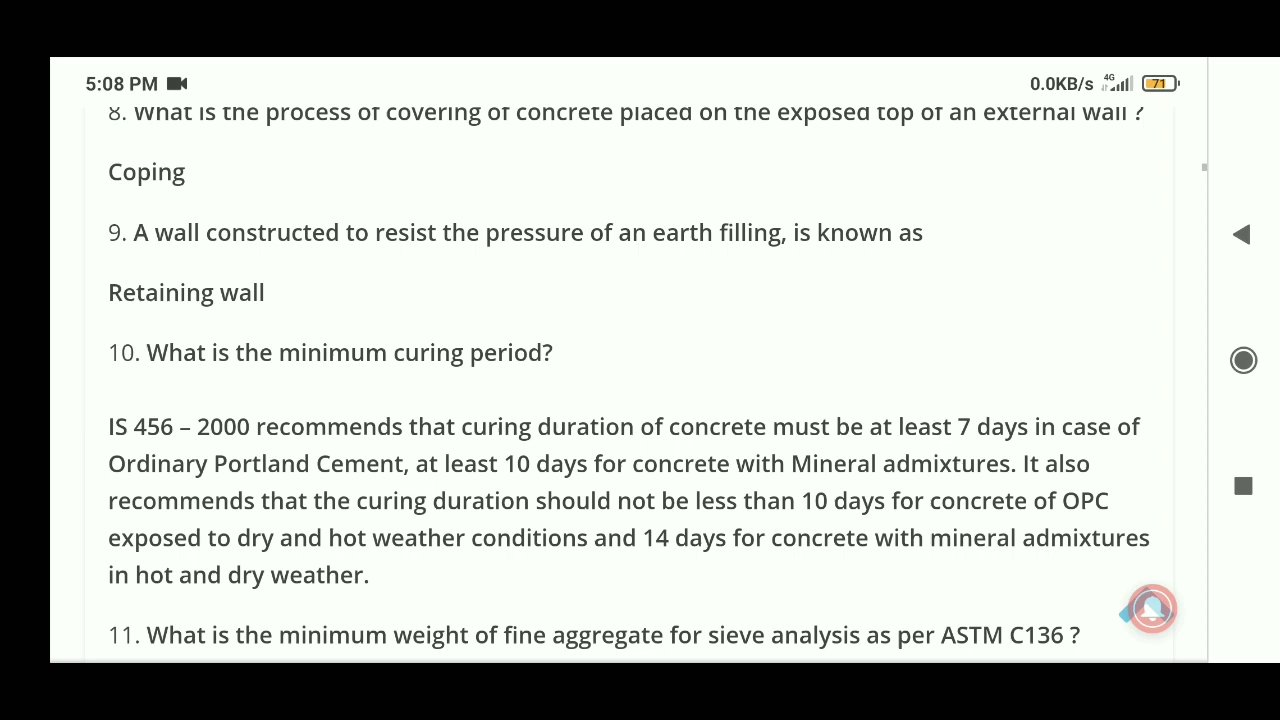 5:08 PM
0.0KB/s 4G 71
8. What is the process of covering of concrete placed on the exposed top of an external wall ?
Coping
9. A wall constructed to resist the pressure of an earth filling, is known as
Retaining wall
10. What is the minimum curing period?
IS 456 – 2000 recommends that curing duration of concrete must be at least 7 days in case of
Ordinary Portland Cement, at least 10 days for concrete with Mineral admixtures. It also
recommends that the curing duration should not be less than 10 days for concrete of OPC
exposed to dry and hot weather conditions and 14 days for concrete with mineral admixtures
in hot and dry weather.
11. What is the minimum weight of fine aggregate for sieve analysis as per ASTM C136 ?